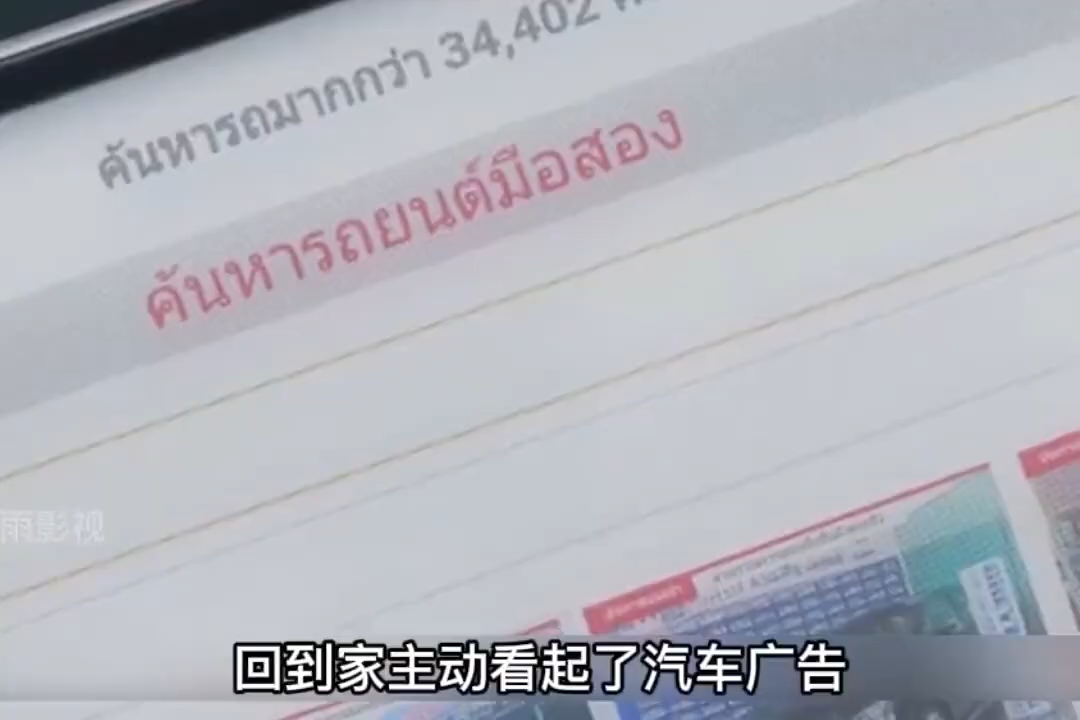 ค้นหารถมากกว่า 34,402
ค้นหารถยนต์มือสอง
雨影视
回到家主动看起了汽车广告